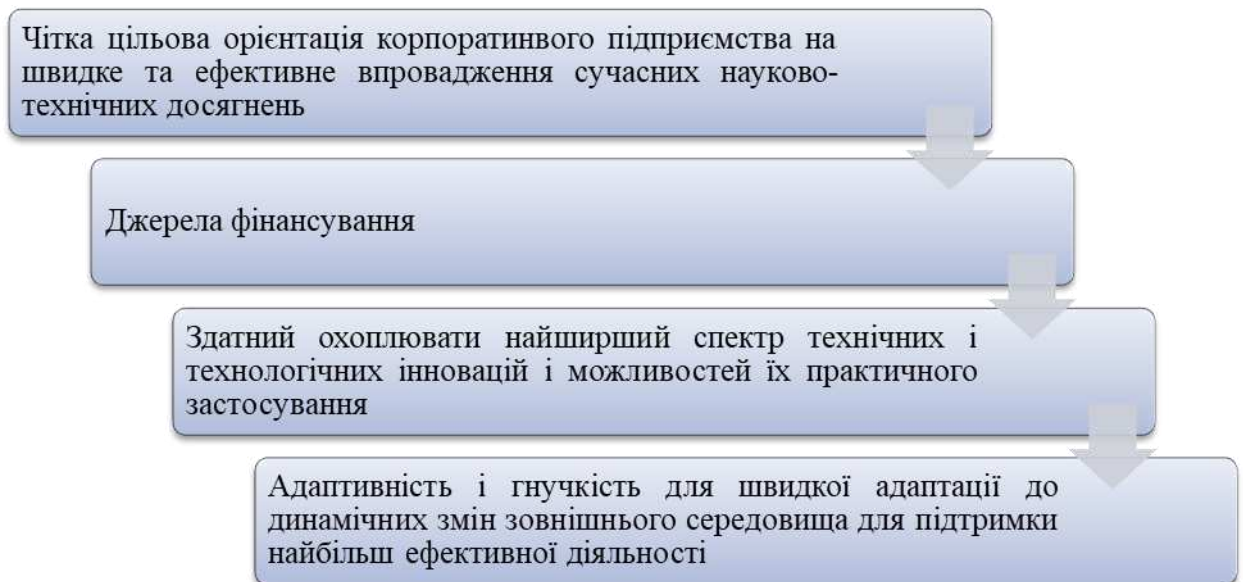 Чітка цільова орієнтація корпоратинвого підприємства на
швидке та ефективне впровадження сучасних науково-
технічних досягнень
Джерела фінансування
Здатний охоплювати найширший спектр технічних і
технологічних інновацій і можливостей їх практичного
застосування
Адаптивність і гнучкість для швидкої адаптації до
динамічних змін зовнішнього середовища для підтримки
найбільш ефективної діяльності